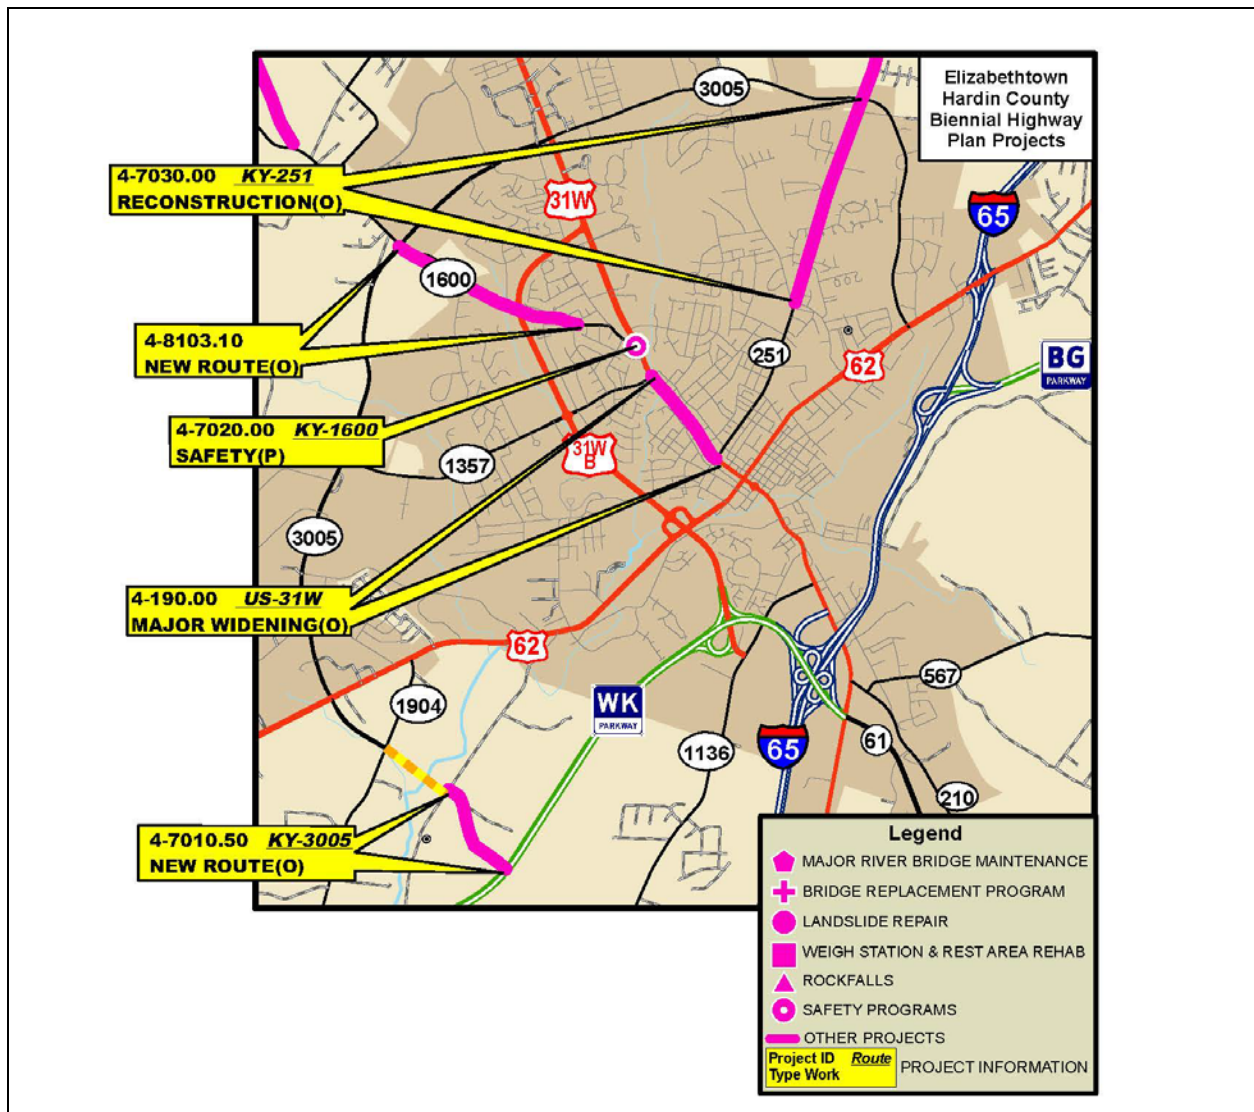 Elizabethtown
Hardin County
Biennial Highway
Plan Projects
3005
4-7030.00 KY-251
RECONSTRUCTION(O)
31W
65
1600
4-8103.10
NEW ROUTE(O)
251
62
BG
PARKWAY
4-7020.00 KY-1600
SAFETY(P)
1357
31W
B
3005
4-190.00 US-31W
MAJOR WIDENING(O)
62
567
1904
WK
PARKWAY
1136
65
61
210
4-7010.50 KY-3005
NEW ROUTE(O)
Legend
MAJOR RIVER BRIDGE MAINTENANCE
BRIDGE REPLACEMENT PROGRAM
LANDSLIDE REPAIR
WEIGH STATION & REST AREA REHAB
ROCKFALLS
SAFETY PROGRAMS
OTHER PROJECTS
Project ID Route
Type Work
PROJECT INFORMATION